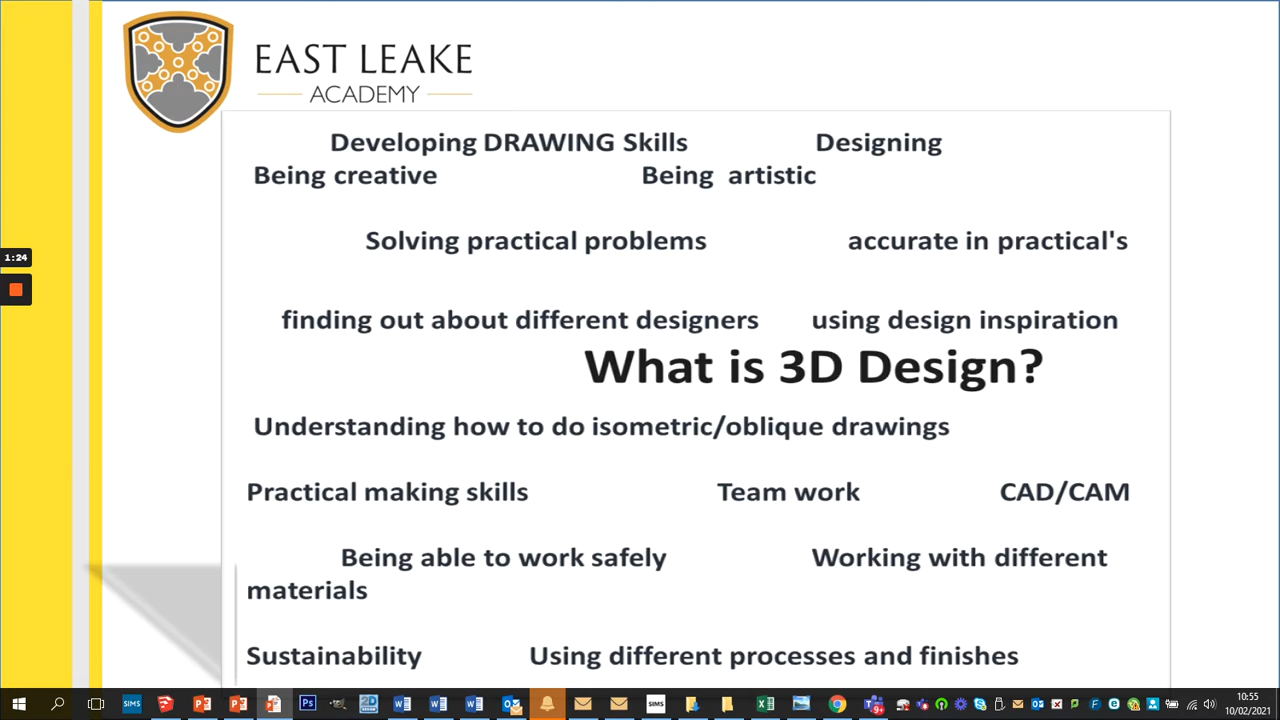 EAST LEAKE
ACADEMY
Developing DRAWING Skills Designing
Being creative Being artistic
Solving practical problems accurate in practical's
finding out about different designers using design inspiration
What is 3D Design?
Understanding how to do isometric/oblique drawings
Practical making skills Team work CAD/CAM
Being able to work safely Working with different
materials
Sustainability Using different processes and finishes
1:24
SIMS
SIMS
10:55
10/02/2021